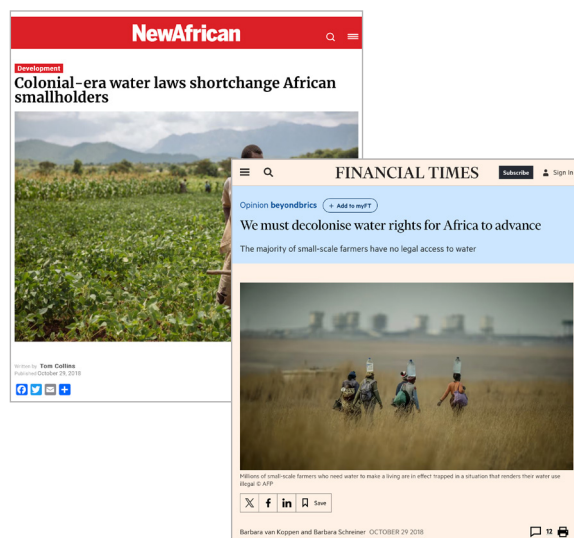 NewAfrican
Development
Colonial-era water laws shortchange African
smallholders
Written by Tom Collins
Published October 29, 2018
FINANCIAL TIMES
Subscribe
Sign In
Opinion beyondbrics
+ Add to myFT
We must decolonise water rights for Africa to advance
The majority of small-scale farmers have no legal access to water
Millions of small-scale farmers who need water to make a living are in effect trapped in a situation that renders their water use
illegal © AFP
Save
Barbara van Koppen and Barbara Schreiner OCTOBER 29 2018
12